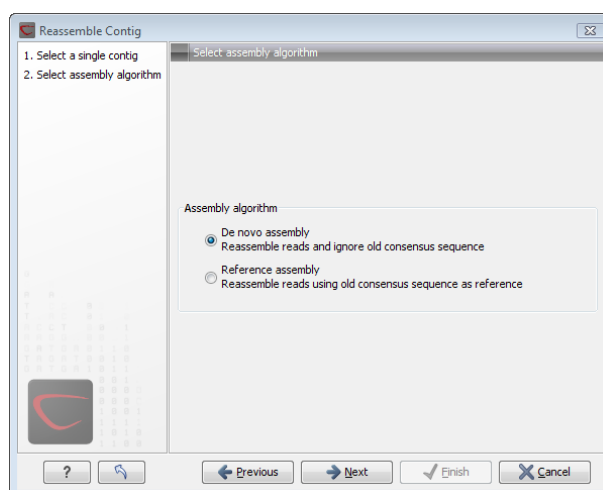 Reassemble Contig
1. Select a single contig
2. Select assembly algorithm
Select assembly algorithm
Assembly algorithm
De novo assembly
Reassemble reads and ignore old consensus sequence
Reference assembly
Reassemble reads using old consensus sequence as reference
?
Previous
Next
Finish
Cancel